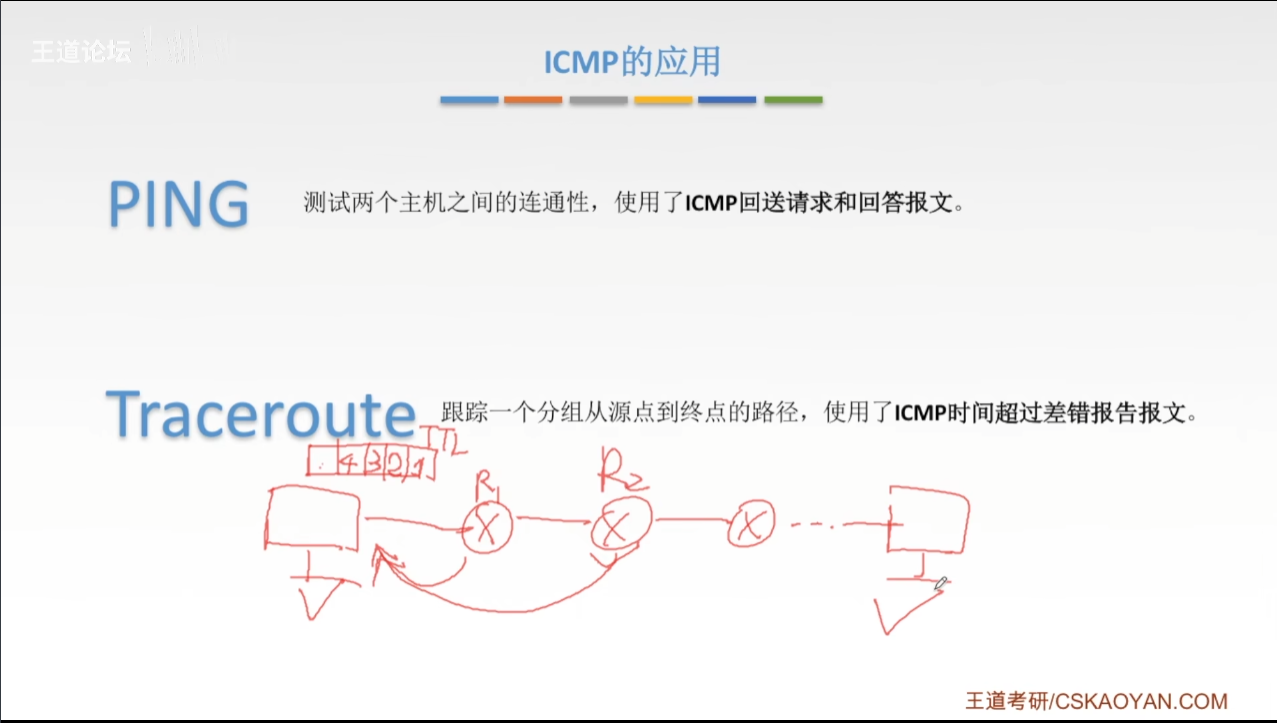 王道论坛
ICMP的应用
PING
测试两个主机之间的连通性，使用了ICMP回送请求和回答报文。
Traceroute
跟踪一个分组从源点到终点的路径，使用了ICMP时间超过差错报告报文。
TTL
4 3 2 1
R1
R2
王道考研/CSKAOYAN.COM